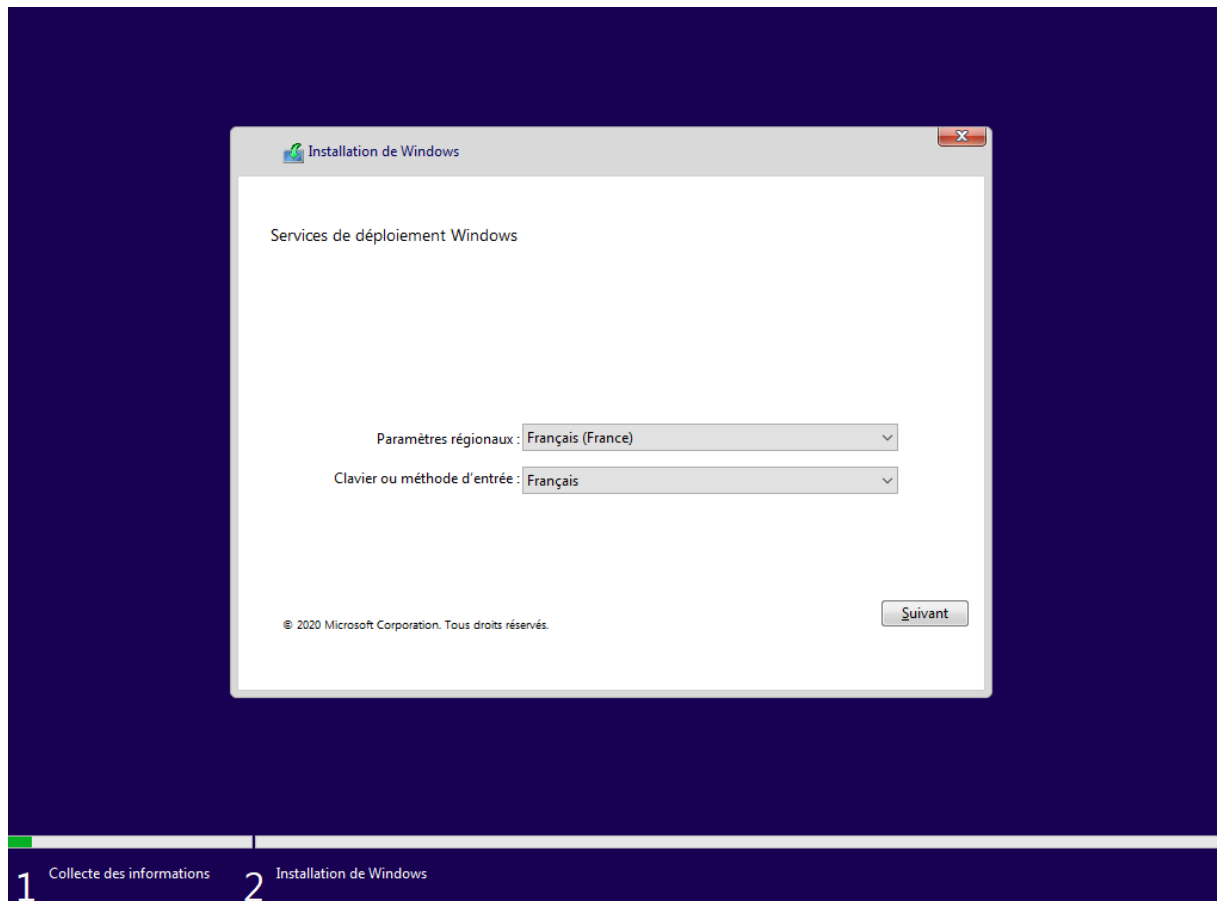 Installation de Windows
Services de déploiement Windows
Paramètres régionaux : Français (France)
Clavier ou méthode d'entrée : Français
Suivant
© 2020 Microsoft Corporation. Tous droits réservés.
1 Collecte des informations 2 Installation de Windows